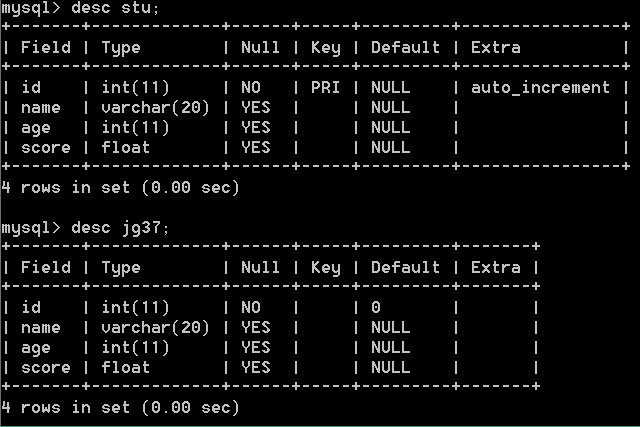 mysql> desc stu;
+-------+-------------+------+-----+---------+----------------+
| Field | Type        | Null | Key | Default | Extra          |
+-------+-------------+------+-----+---------+----------------+
| id    | int(11)     | NO   | PRI | NULL    | auto_increment |
| name  | varchar(20) | YES  |     | NULL    |                |
| age   | int(11)     | YES  |     | NULL    |                |
| score | float       | YES  |     | NULL    |                |
+-------+-------------+------+-----+---------+----------------+
4 rows in set (0.00 sec)
mysql> desc jg37;
+-------+-------------+------+-----+---------+-------+
| Field | Type        | Null | Key | Default | Extra |
+-------+-------------+------+-----+---------+-------+
| id    | int(11)     | NO   |     | 0       |       |
| name  | varchar(20) | YES  |     | NULL    |       |
| age   | int(11)     | YES  |     | NULL    |       |
| score | float       | YES  |     | NULL    |       |
+-------+-------------+------+-----+---------+-------+
4 rows in set (0.00 sec)